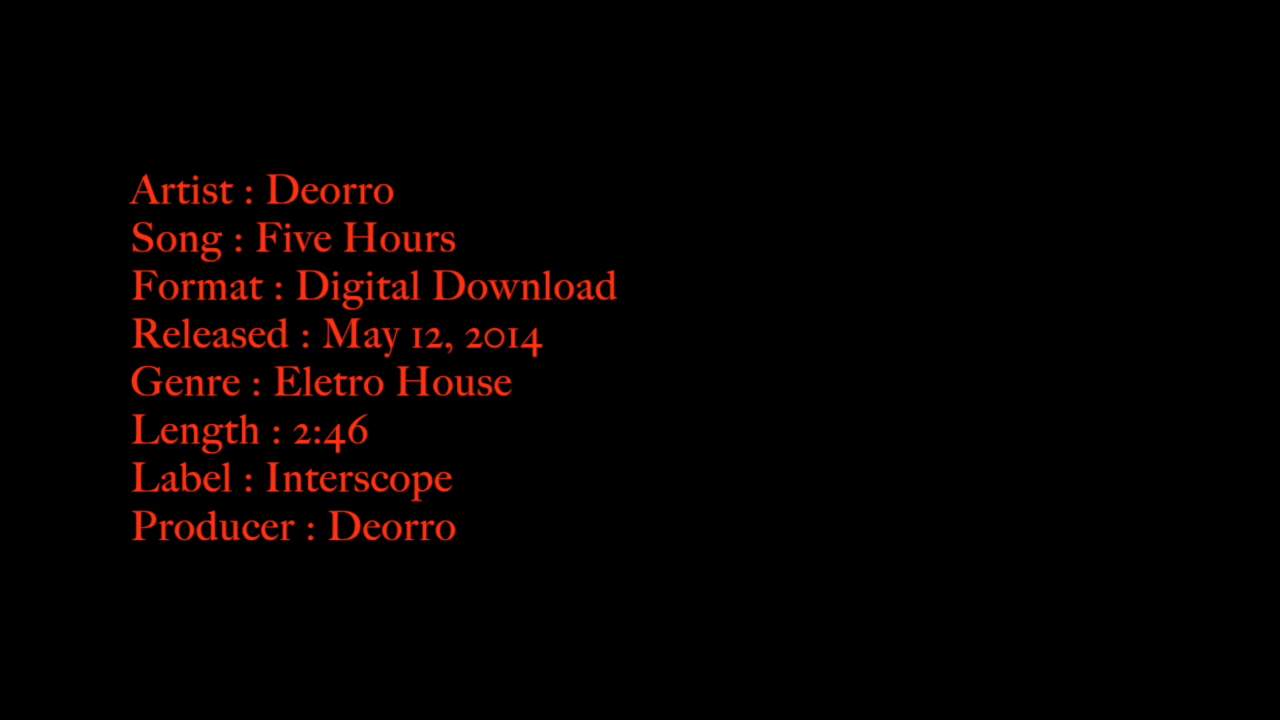 Artist : Deorro
Song : Five Hours
Format : Digital Download
Released : May 12, 2014
Genre : Eletro House
Length : 2:46
Label : Interscope
Producer : Deorro